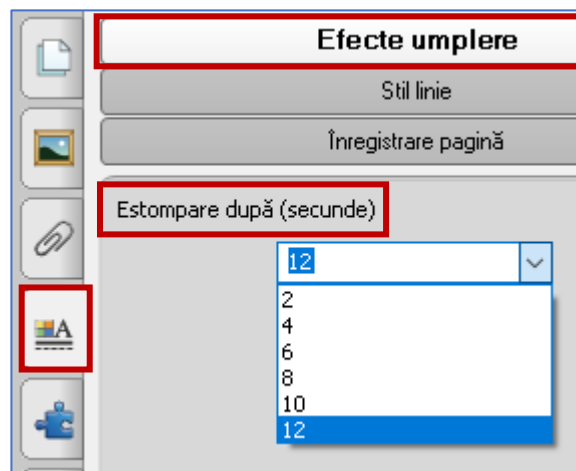 Efecte umplere
Stil linie
Înregistrare pagină
Estompare după (secunde)
12
2
4
6
8
10
12
A